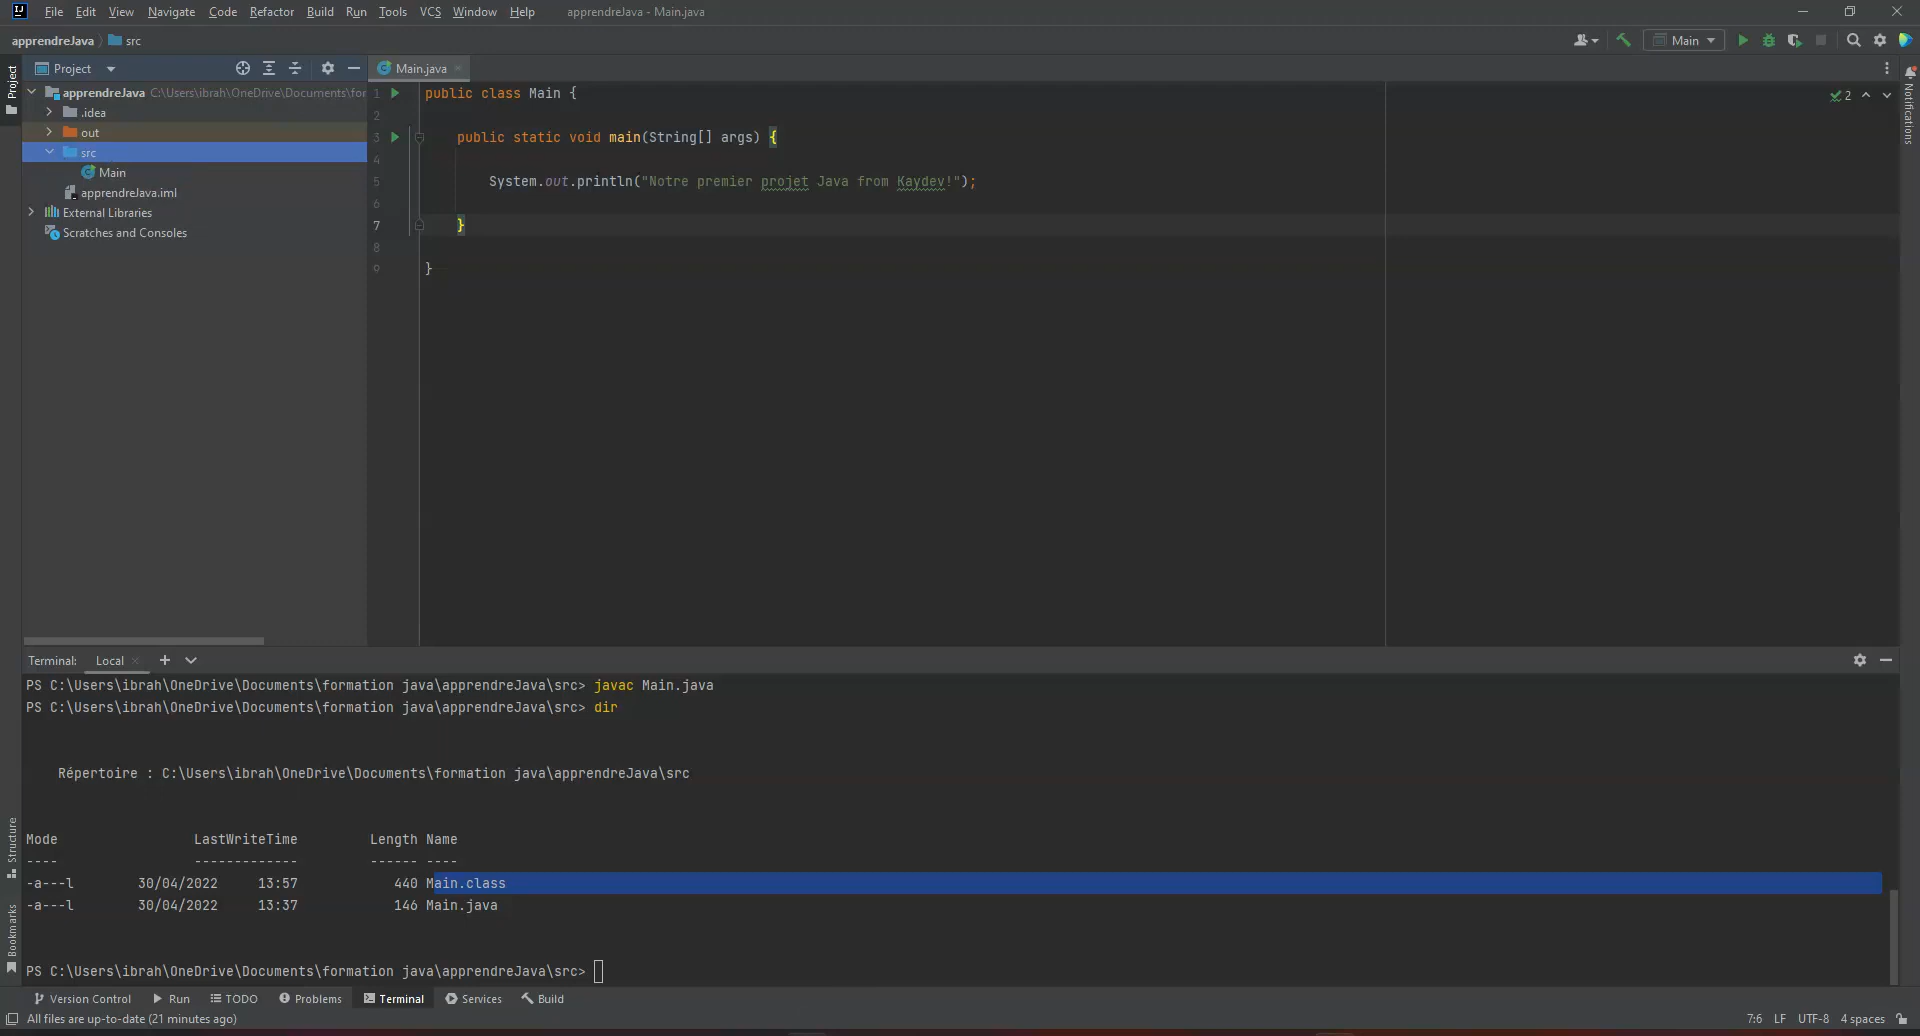 File Edit View Navigate Code Refactor Build Run Tools VCS Window Help apprendreJava - Main.java
apprendreJava src
Main
Project
Main.java
apprendreJava C:\Users\ibrah\OneDrive\Documents\for
.idea
out
src
Main
apprendreJava.iml
External Libraries
Scratches and Consoles
1 public class Main {
2
3 public static void main(String[] args) {
4
5 System.out.println("Notre premier projet Java from Kaydev!");
6
7 }
8
9 }
2
Project
Notifications
Structure
Bookmarks
Terminal: Local
PS C:\Users\ibrah\OneDrive\Documents\formation java\apprendreJava\src> javac Main.java
PS C:\Users\ibrah\OneDrive\Documents\formation java\apprendreJava\src> dir
Répertoire : C:\Users\ibrah\OneDrive\Documents\formation java\apprendreJava\src
Mode LastWriteTime Length Name
---- ------------- ------ ----
-a---l 30/04/2022 13:57 440 Main.class
-a---l 30/04/2022 13:37 146 Main.java
PS C:\Users\ibrah\OneDrive\Documents\formation java\apprendreJava\src>
Version Control Run TODO Problems Terminal Services Build
All files are up-to-date (21 minutes ago) 7:6 LF UTF-8 4 spaces